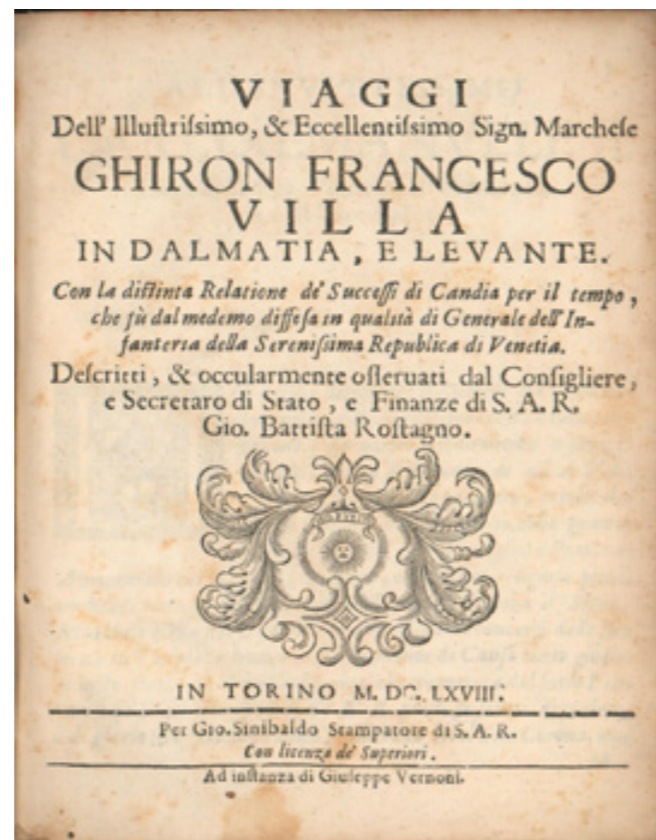 VIAGGI
Dell' Illuſtriſsimo, & Eccellentiſsimo Sign. Marcheſe
GHIRON FRANCESCO
VILLA
IN DALMATIA, E LEVANTE.
Con la diſtinta Relatione de' Succeſſi di Candia per il tempo,
che fù dal medemo diffeſa in qualità di Generale dell' In-
fanteria della Sereniſsima Republica di Venetia.
Deſcritti, & occularmente oſſeruati dal Conſigliere,
e Secretaro di Stato, e Finanze di S. A. R.
Gio. Battiſta Roſtagno.
IN TORINO M. DC. LXVIII.
Per Gio. Sinibaldo Stampatore di S. A. R.
Con licenza de' Superiori.
Ad inſtanza di Giuſeppe Vernoni.